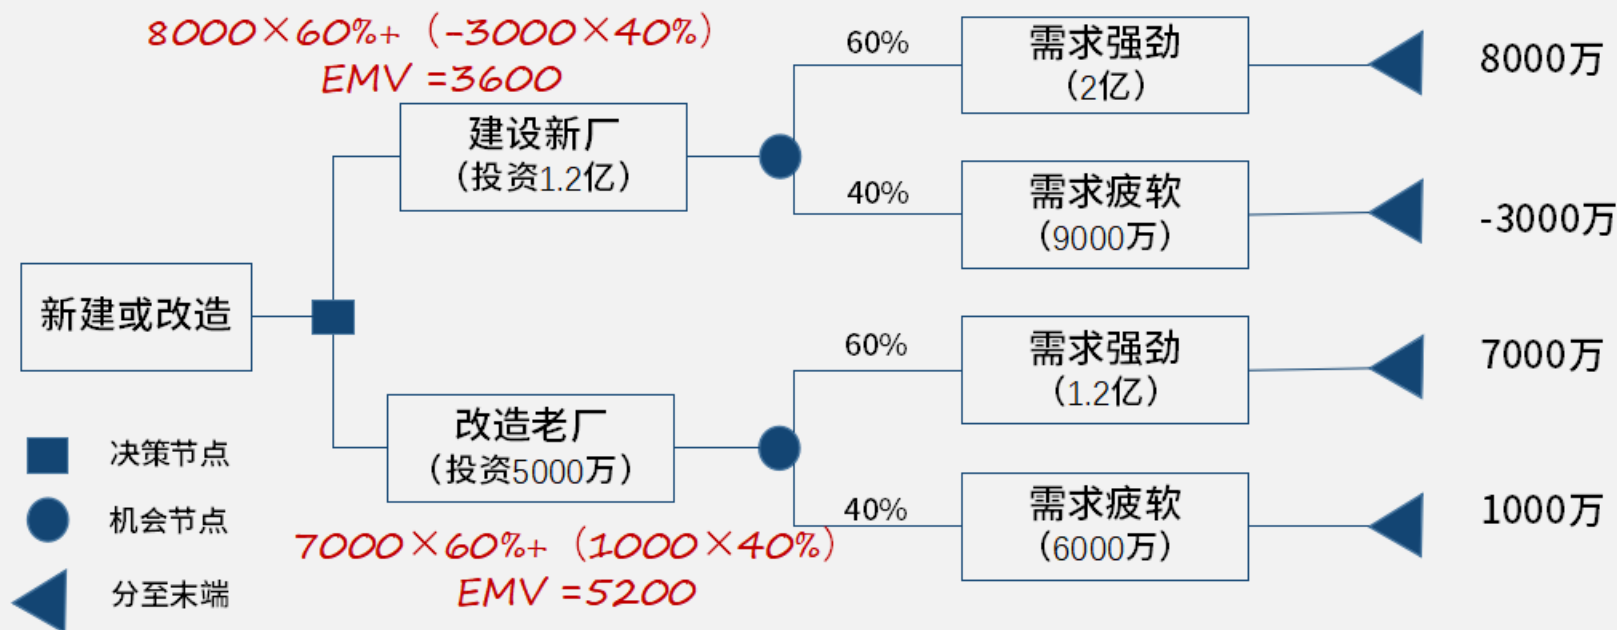 8000×60%+（-3000×40%）
EMV =3600
建设新厂
（投资1.2亿）
60%
需求强劲
（2亿）
8000万
40%
需求疲软
（9000万）
-3000万
新建或改造
改造老厂
（投资5000万）
60%
需求强劲
（1.2亿）
7000万
40%
需求疲软
（6000万）
1000万
7000×60%+（1000×40%）
EMV =5200
决策节点
机会节点
分至末端